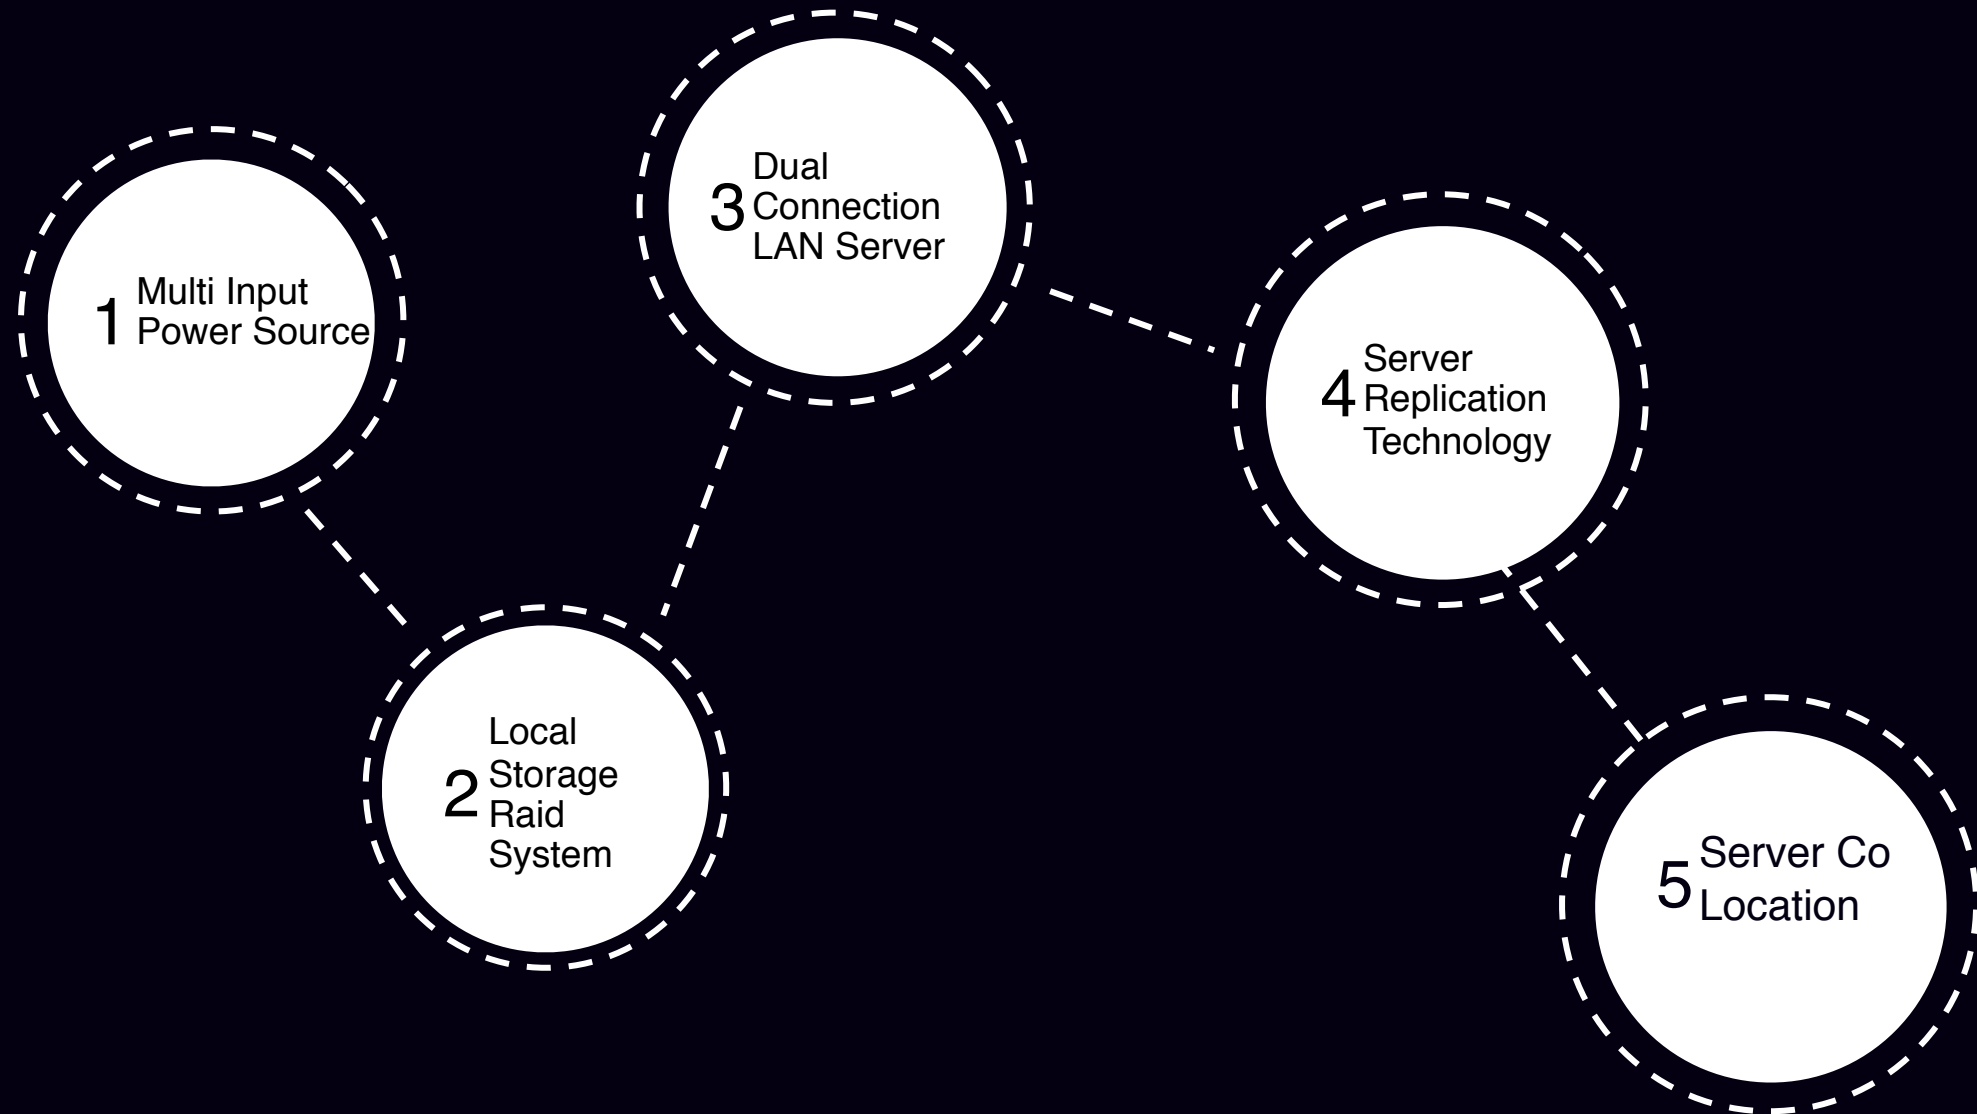 1 Multi Input
Power Source
2 Local
Storage
Raid
System
3 Dual
Connection
LAN Server
4 Server
Replication
Technology
5 Server Co
Location